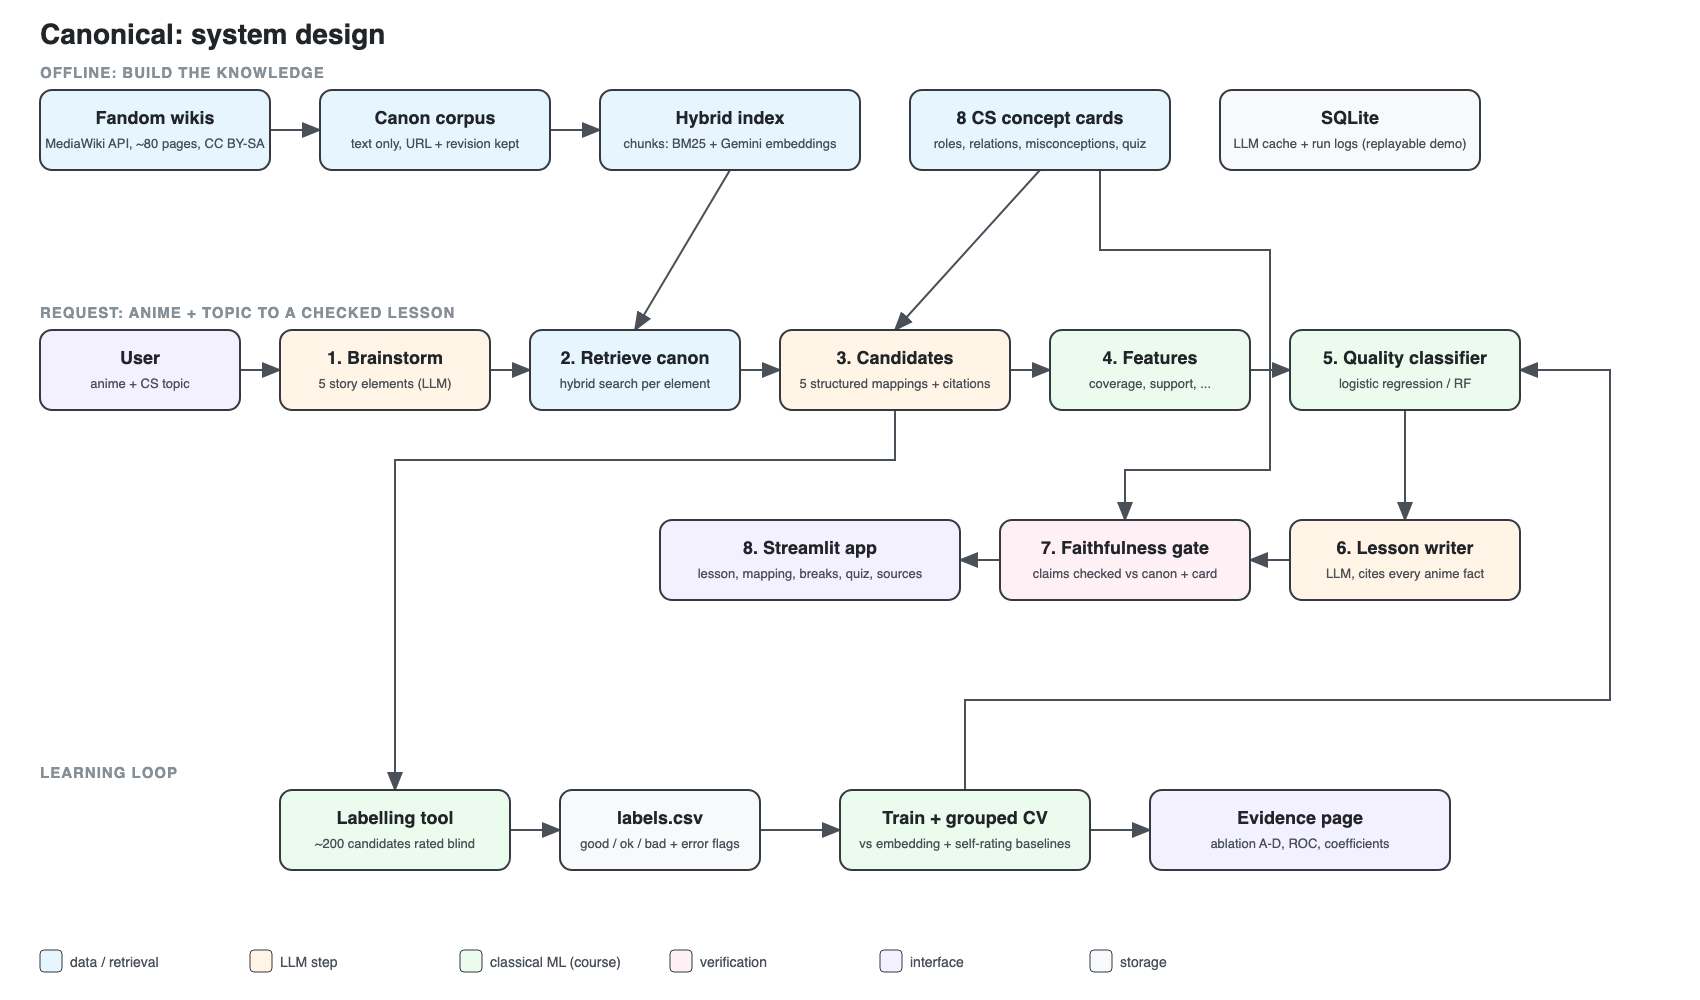 Canonical: system design
OFFLINE: BUILD THE KNOWLEDGE
Fandom wikis
MediaWiki API, ~80 pages, CC BY-SA
Canon corpus
text only, URL + revision kept
Hybrid index
chunks: BM25 + Gemini embeddings
8 CS concept cards
roles, relations, misconceptions, quiz
SQLite
LLM cache + run logs (replayable demo)
REQUEST: ANIME + TOPIC TO A CHECKED LESSON
User
anime + CS topic
1. Brainstorm
5 story elements (LLM)
2. Retrieve canon
hybrid search per element
3. Candidates
5 structured mappings + citations
4. Features
coverage, support, ...
5. Quality classifier
logistic regression / RF
8. Streamlit app
lesson, mapping, breaks, quiz, sources
7. Faithfulness gate
claims checked vs canon + card
6. Lesson writer
LLM, cites every anime fact
LEARNING LOOP
Labelling tool
~200 candidates rated blind
labels.csv
good / ok / bad + error flags
Train + grouped CV
vs embedding + self-rating baselines
Evidence page
ablation A-D, ROC, coefficients
data / retrieval
LLM step
classical ML (course)
verification
interface
storage